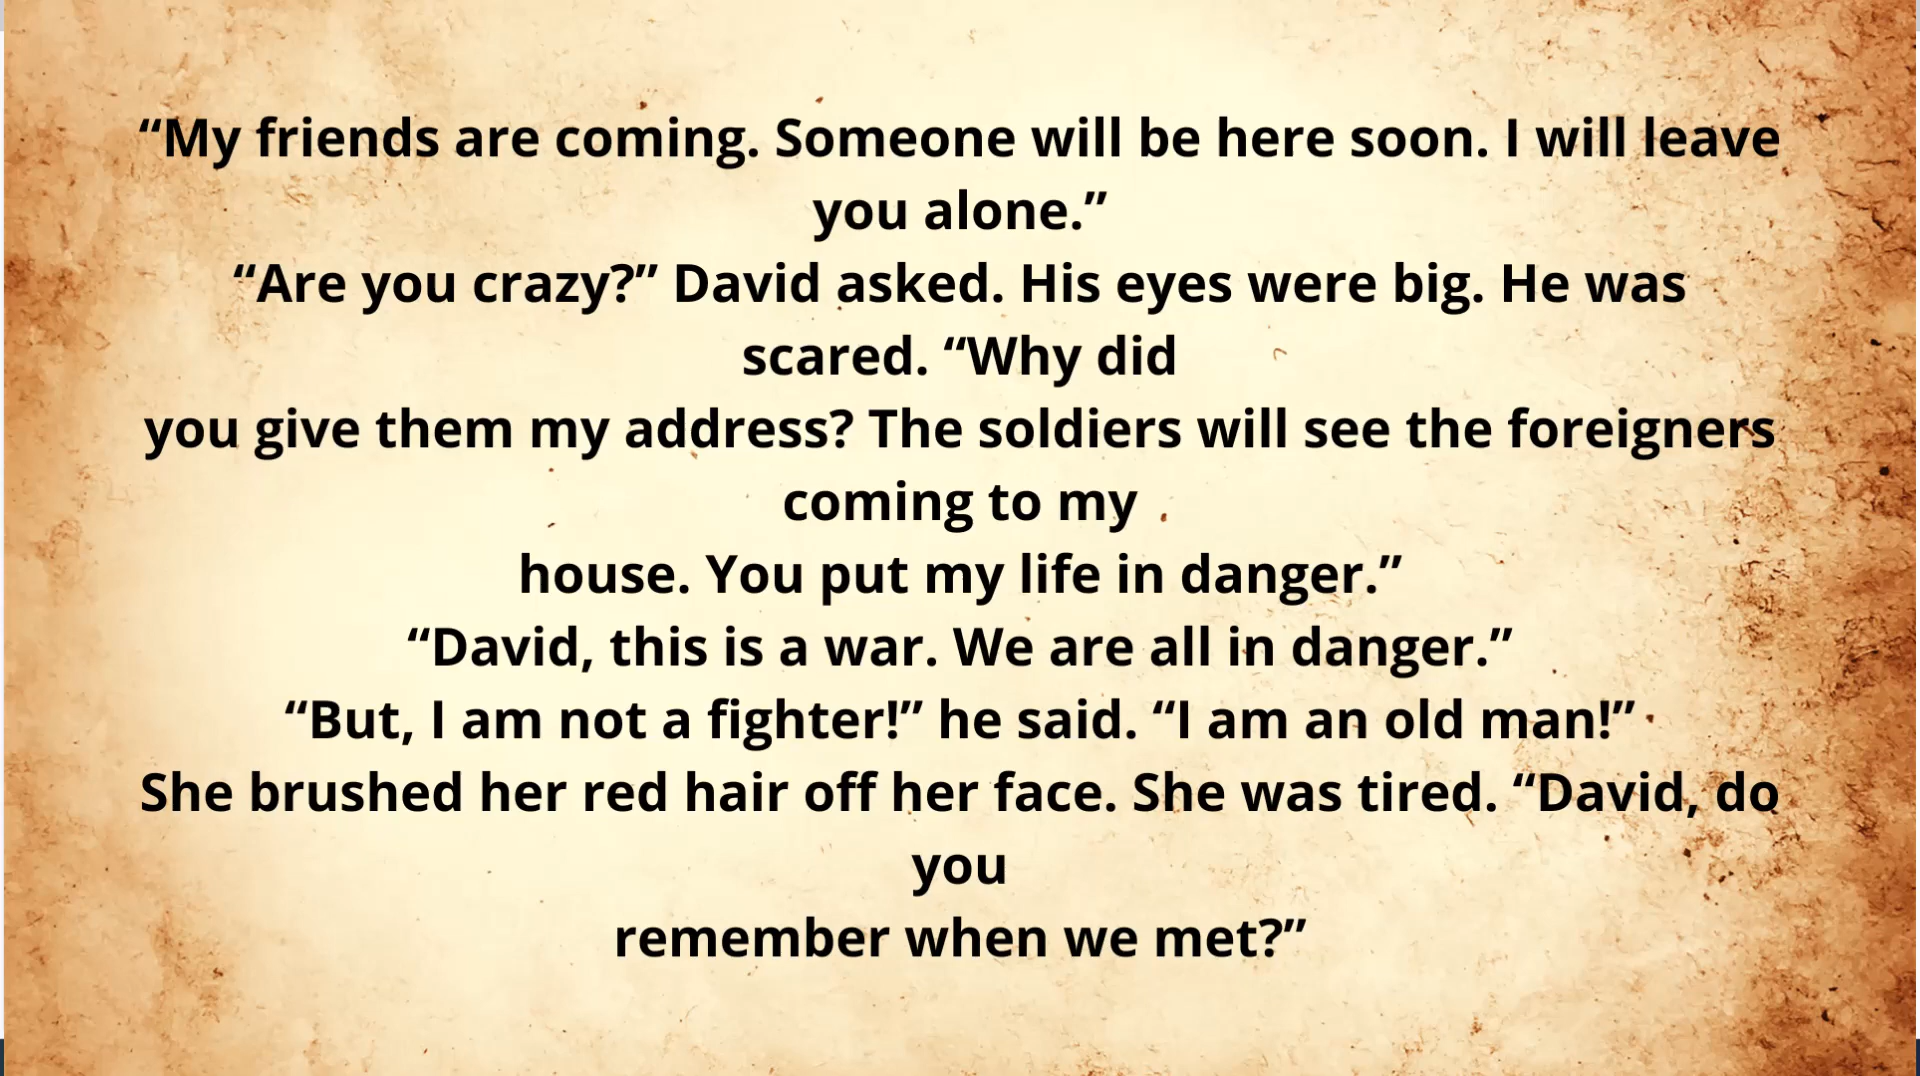 “My friends are coming. Someone will be here soon. I will leave
you alone.”
“Are you crazy?” David asked. His eyes were big. He was
scared. “Why did
you give them my address? The soldiers will see the foreigners
coming to my
house. You put my life in danger.”
“David, this is a war. We are all in danger.”
“But, I am not a fighter!” he said. “I am an old man!”
She brushed her red hair off her face. She was tired. “David, do
you
remember when we met?”